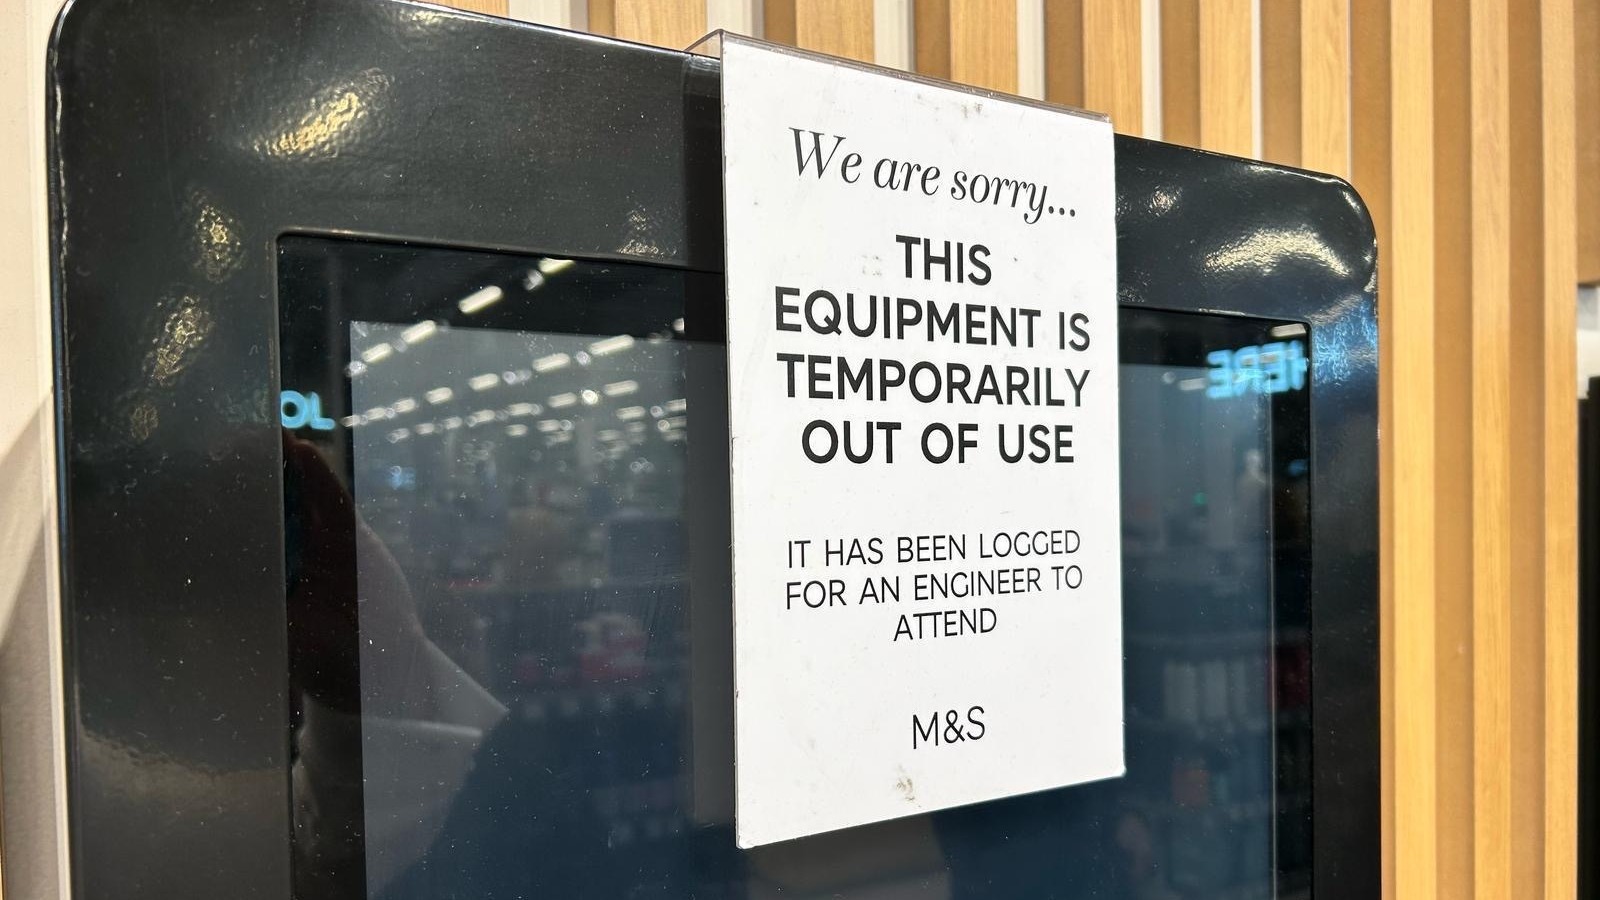 We are sorry...
THIS
EQUIPMENT IS
TEMPORARILY
OUT OF USE
IT HAS BEEN LOGGED
FOR AN ENGINEER TO
ATTEND
M&S
HERE